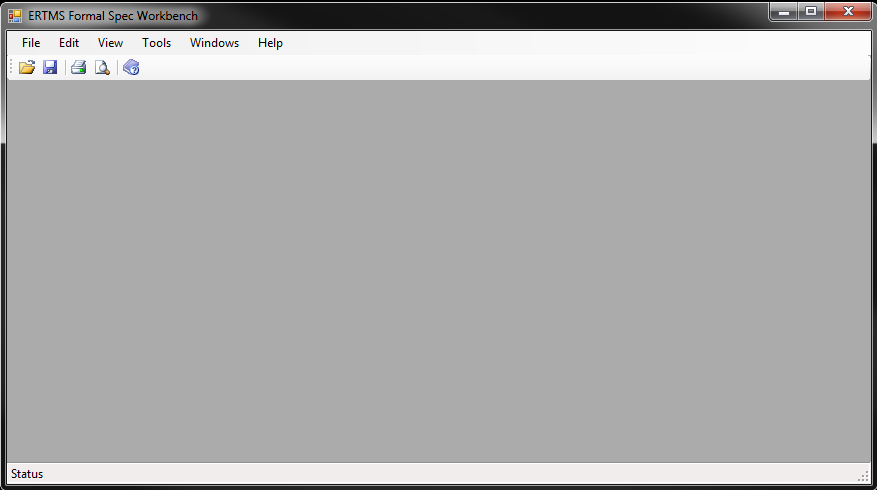 ERTMS Formal Spec Workbench
File Edit View Tools Windows Help
Status